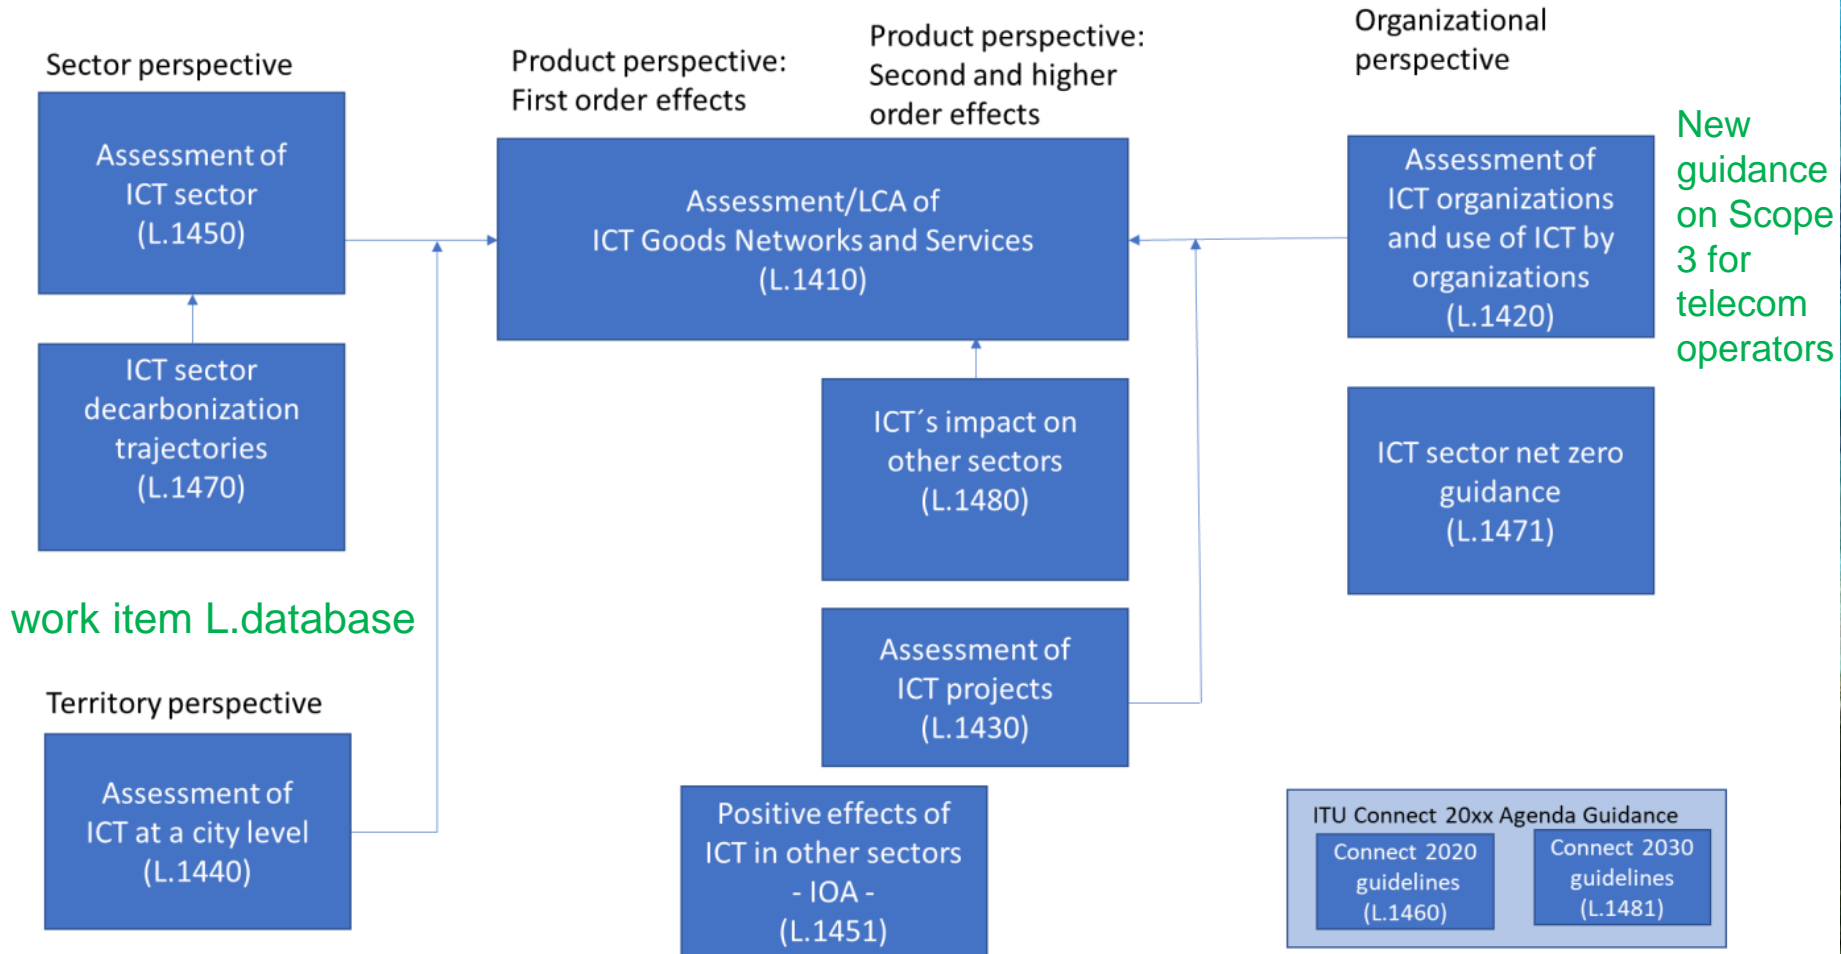 Sector perspective
Assessment of
ICT sector
(L.1450)
ICT sector
decarbonization
trajectories
(L.1470)
work item L.database
Territory perspective
Assessment of
ICT at a city level
(L.1440)
Product perspective:
First order effects
Product perspective:
Second and higher
order effects
Assessment/LCA of
ICT Goods Networks and Services
(L.1410)
ICT´s impact on
other sectors
(L.1480)
Assessment of
ICT projects
(L.1430)
Positive effects of
ICT in other sectors
- IOA -
(L.1451)
Organizational
perspective
Assessment of
ICT organizations
and use of ICT by
organizations
(L.1420)
New
guidance
on Scope
3 for
telecom
operators
ICT sector net zero
guidance
(L.1471)
ITU Connect 20xx Agenda Guidance
Connect 2020
guidelines
(L.1460)
Connect 2030
guidelines
(L.1481)